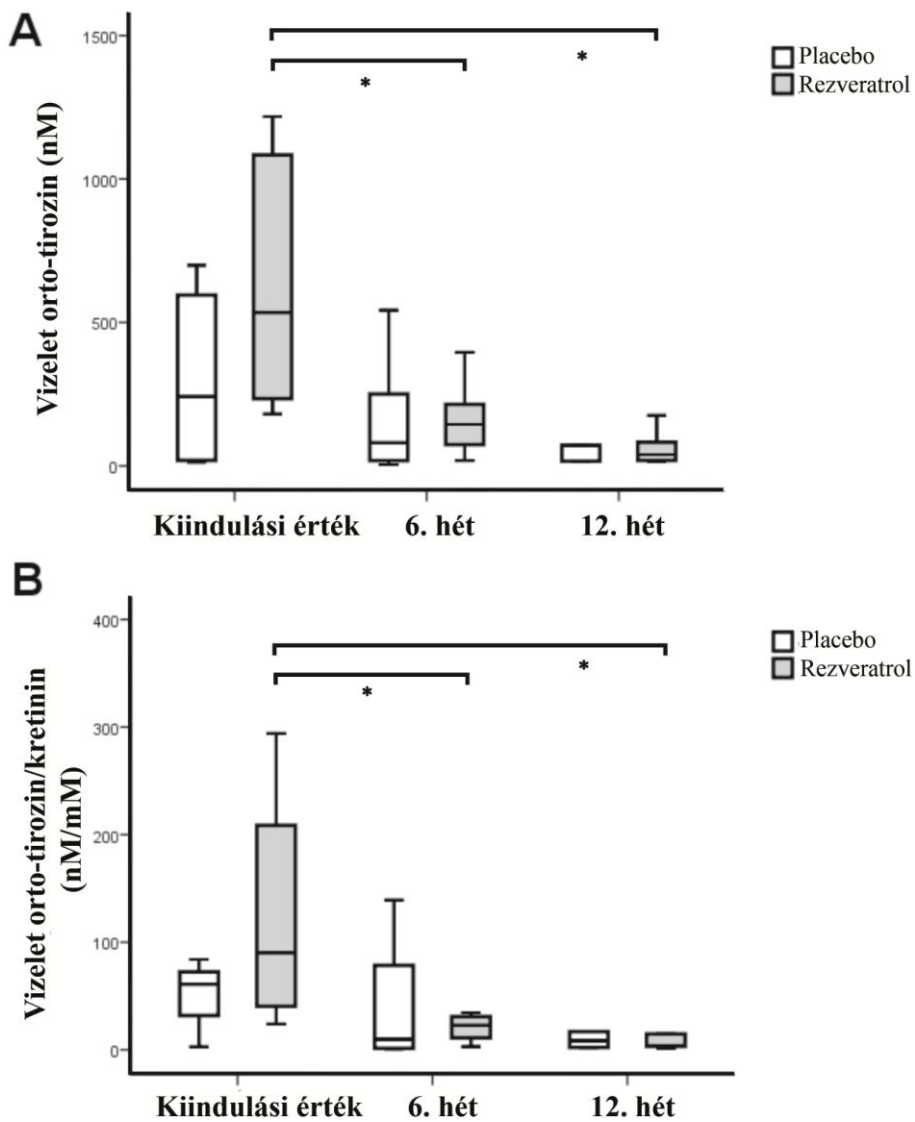 A
Vizelet orto-tirozin (nM)
1500
1000
500
0
*
*
Placebo
Rezveratrol
Kiindulási érték
6. hét
12. hét
B
Vizelet orto-tirozin/kretinin
(nM/mM)
400
300
200
100
0
*
*
Placebo
Rezveratrol
Kiindulási érték
6. hét
12. hét